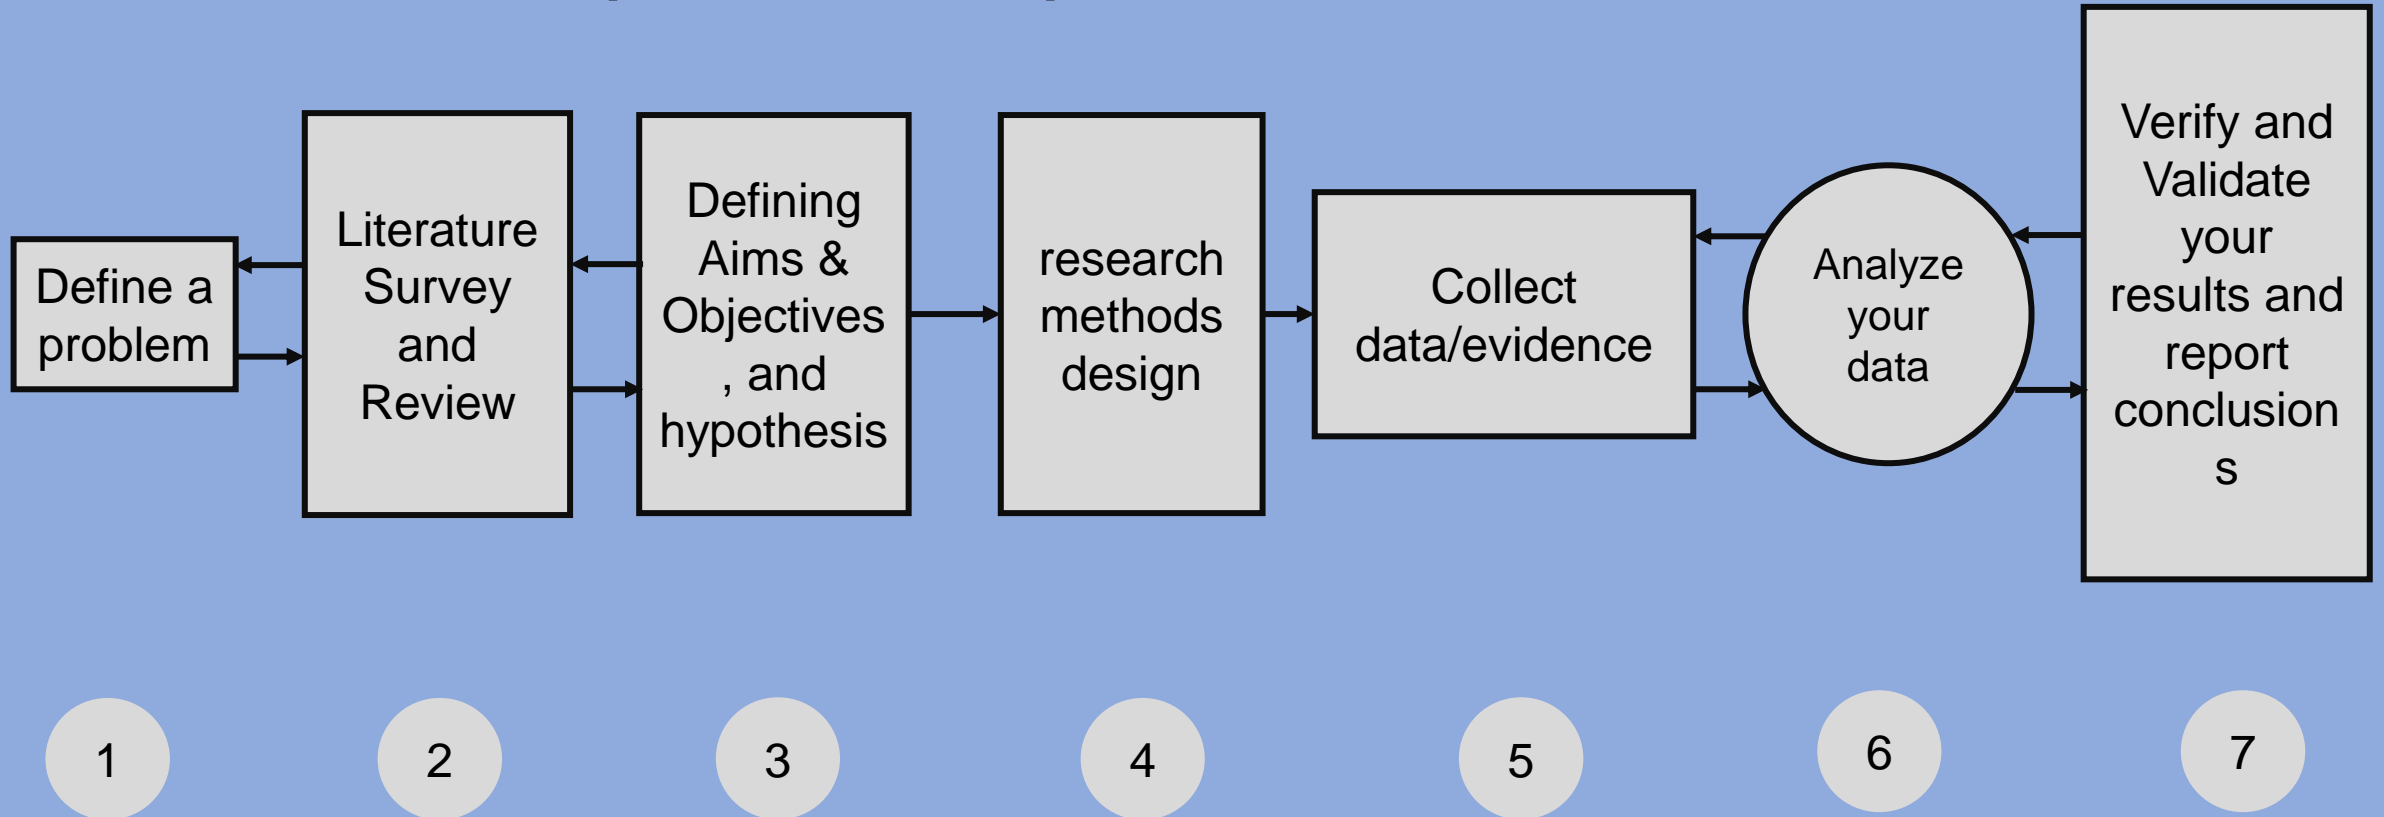 Define a
problem
Literature
Survey
and
Review
Defining
Aims &
Objectives
, and
hypothesis
research
methods
design
Collect
data/evidence
Analyze
your
data
Verify and
Validate
your
results and
report
conclusion
s
1
2
3
4
5
6
7